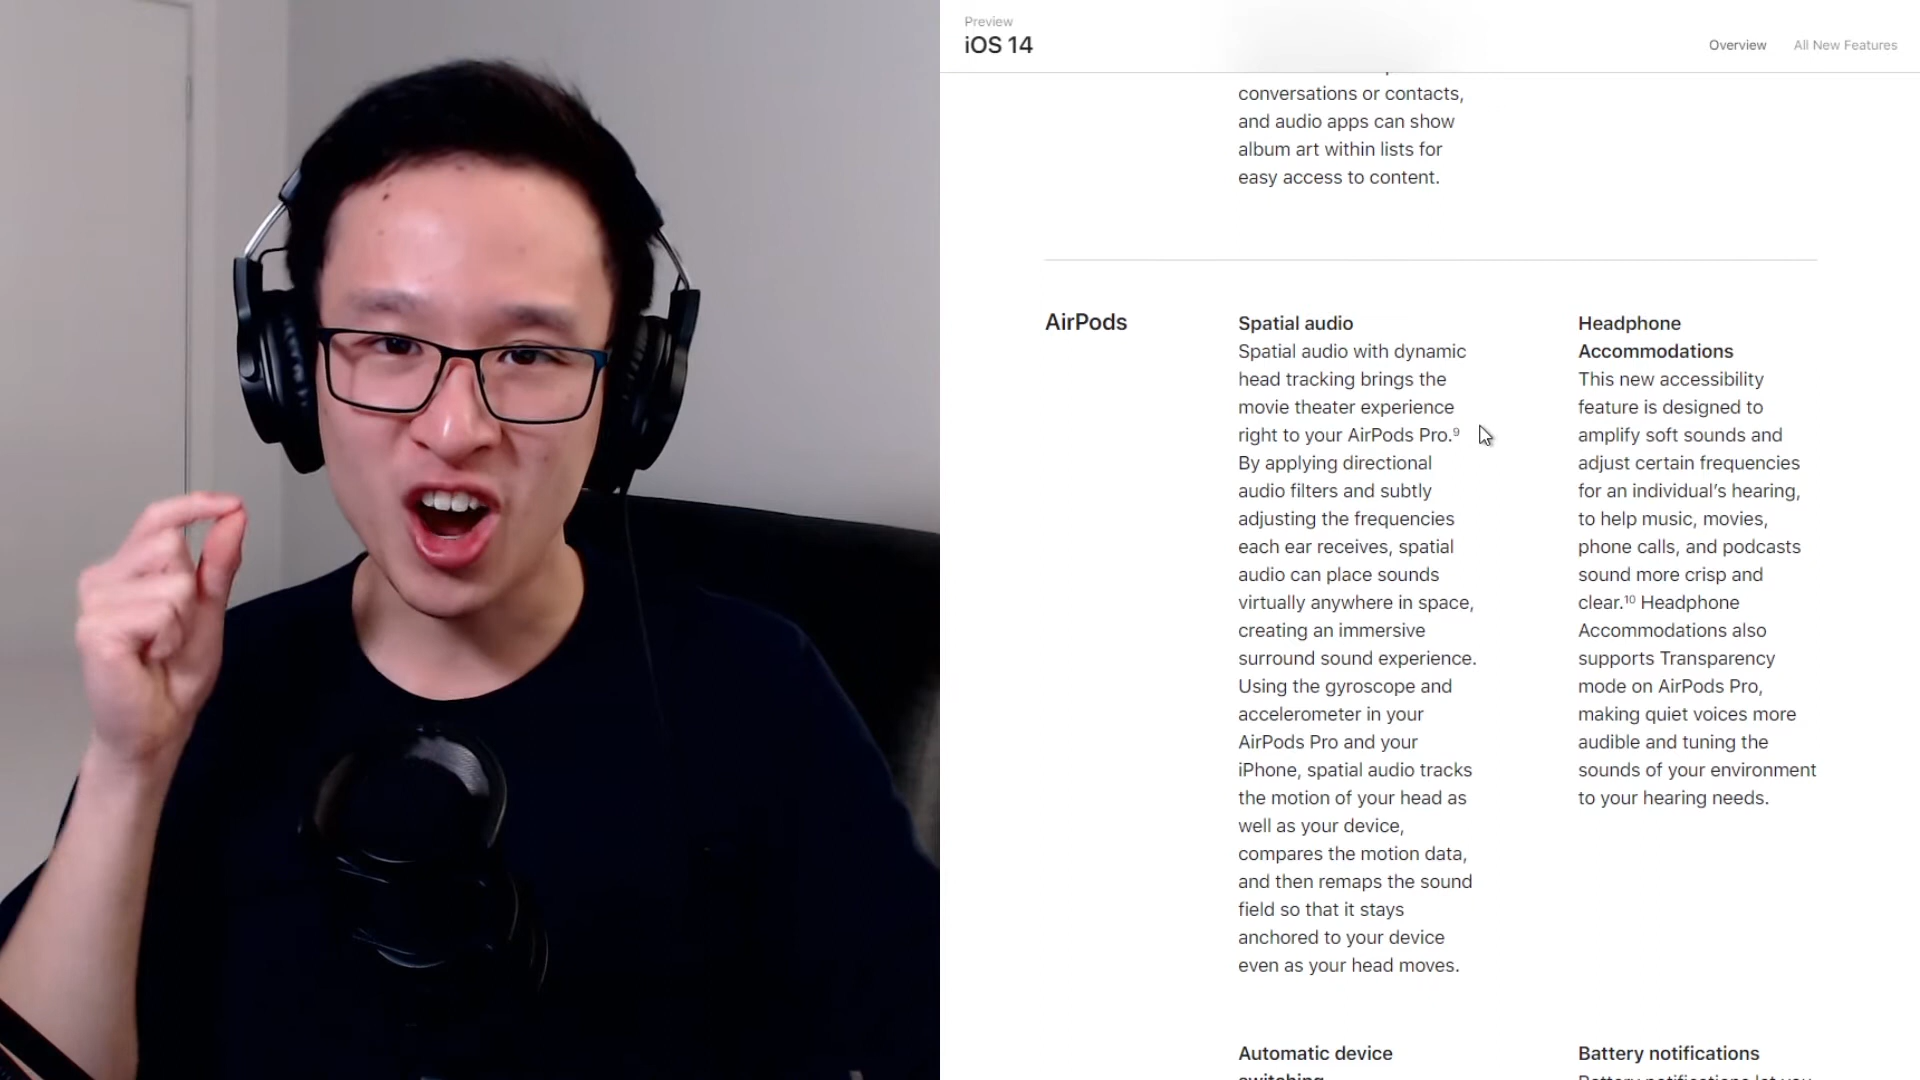 Preview
iOS 14
Overview
All New Features
conversations or contacts,
and audio apps can show
album art within lists for
easy access to content.
AirPods
Spatial audio
Spatial audio with dynamic
head tracking brings the
movie theater experience
right to your AirPods Pro.⁹
By applying directional
audio filters and subtly
adjusting the frequencies
each ear receives, spatial
audio can place sounds
virtually anywhere in space,
creating an immersive
surround sound experience.
Using the gyroscope and
accelerometer in your
AirPods Pro and your
iPhone, spatial audio tracks
the motion of your head as
well as your device,
compares the motion data,
and then remaps the sound
field so that it stays
anchored to your device
even as your head moves.
Headphone
Accommodations
This new accessibility
feature is designed to
amplify soft sounds and
adjust certain frequencies
for an individual’s hearing,
to help music, movies,
phone calls, and podcasts
sound more crisp and
clear.¹⁰ Headphone
Accommodations also
supports Transparency
mode on AirPods Pro,
making quiet voices more
audible and tuning the
sounds of your environment
to your hearing needs.
Automatic device
switching
Battery notifications
Battery notifications let you